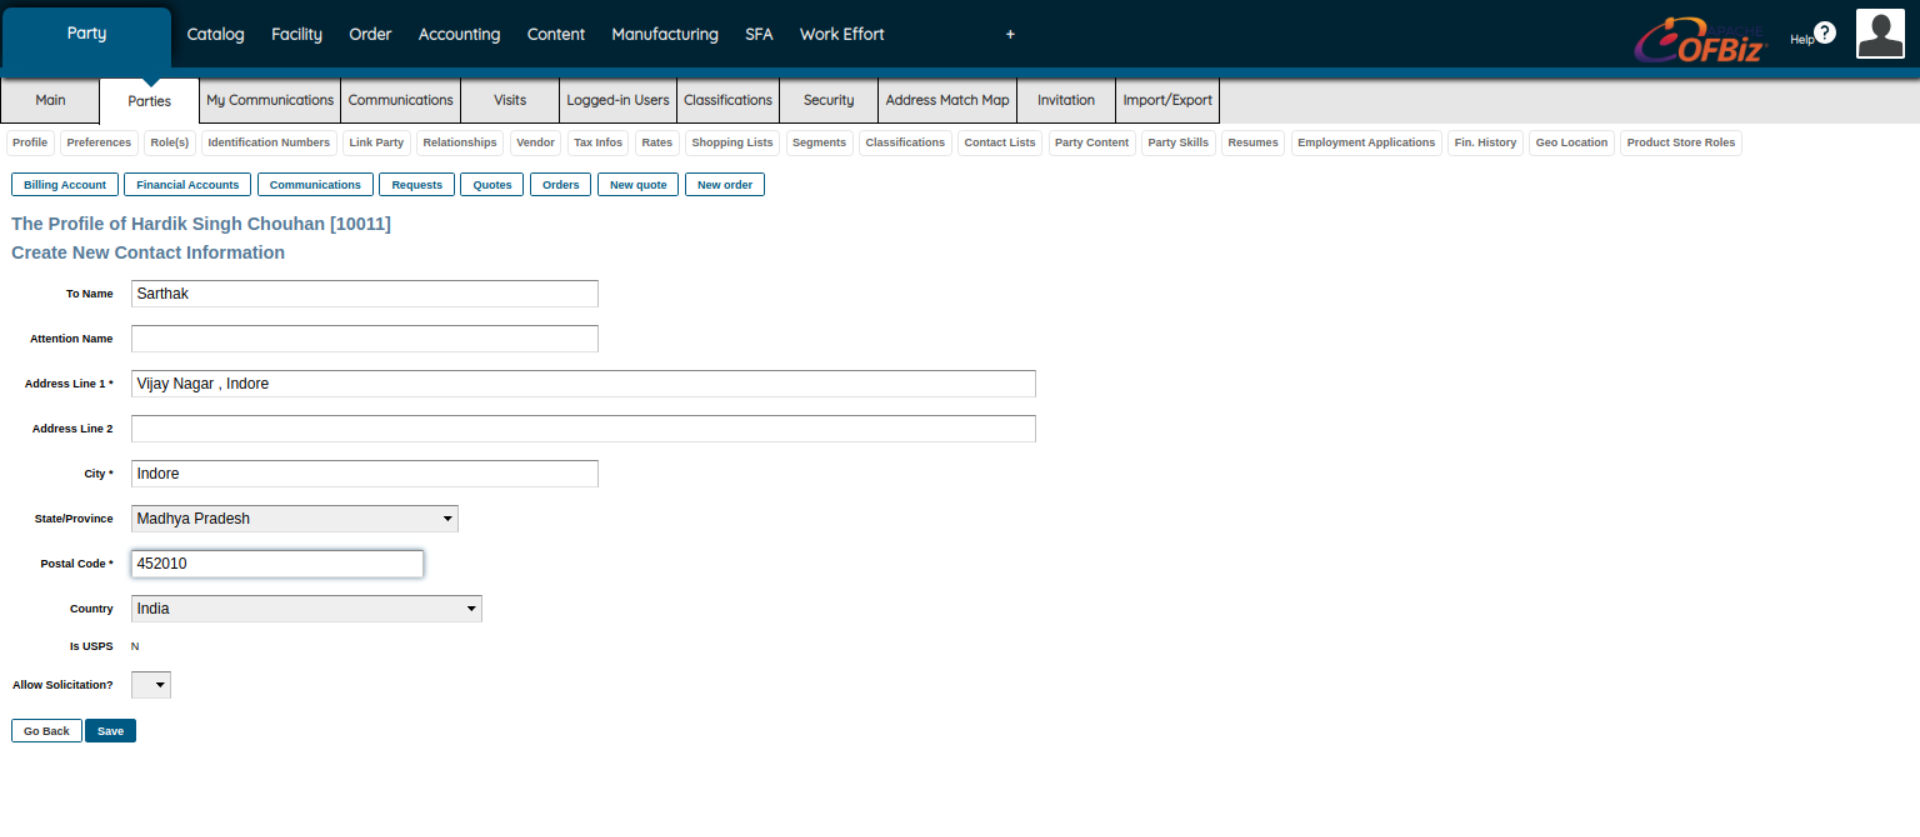 Party Catalog Facility Order Accounting Content Manufacturing SFA Work Effort +
APACHE
OFBiz
Help ?
Main Parties My Communications Communications Visits Logged-in Users Classifications Security Address Match Map Invitation Import/Export
Profile Preferences Role(s) Identification Numbers Link Party Relationships Vendor Tax Infos Rates Shopping Lists Segments Classifications Contact Lists Party Content Party Skills Resumes Employment Applications Fin. History Geo Location Product Store Roles
Billing Account Financial Accounts Communications Requests Quotes Orders New quote New order
The Profile of Hardik Singh Chouhan [10011]
Create New Contact Information
To Name Sarthak
Attention Name
Address Line 1 * Vijay Nagar , Indore
Address Line 2
City * Indore
State/Province Madhya Pradesh
Postal Code * 452010
Country India
Is USPS N
Allow Solicitation?
Go Back Save